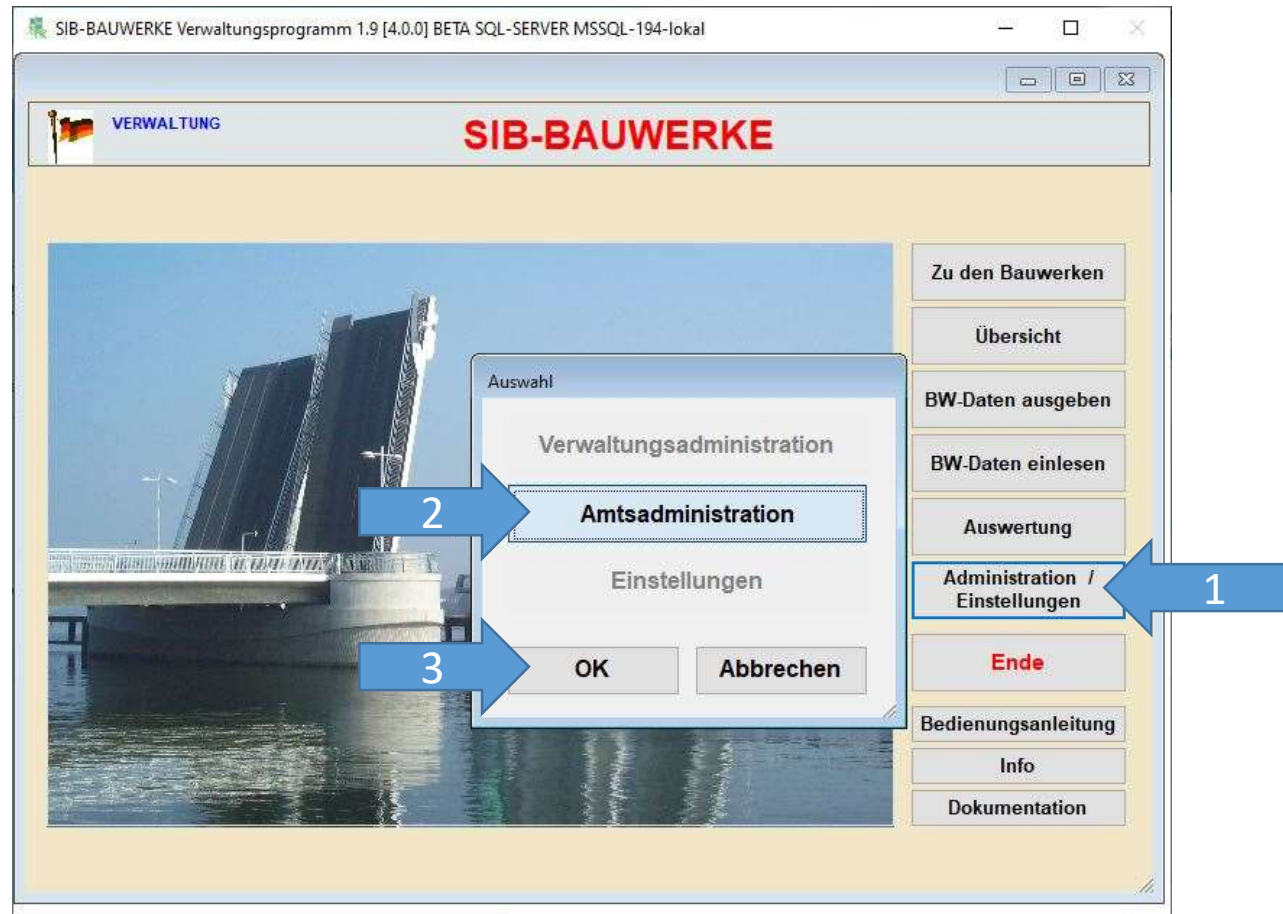 SIB-BAUWERKE Verwaltungsprogramm 1.9 [4.0.0] BETA SQL-SERVER MSSQL-194-lokal
VERWALTUNG
SIB-BAUWERKE
Zu den Bauwerken
Übersicht
BW-Daten ausgeben
BW-Daten einlesen
Auswertung
Administration /
Einstellungen
1
Ende
Bedienungsanleitung
Info
Dokumentation
Auswahl
Verwaltungsadministration
2
Amtsadministration
Einstellungen
3
OK
Abbrechen